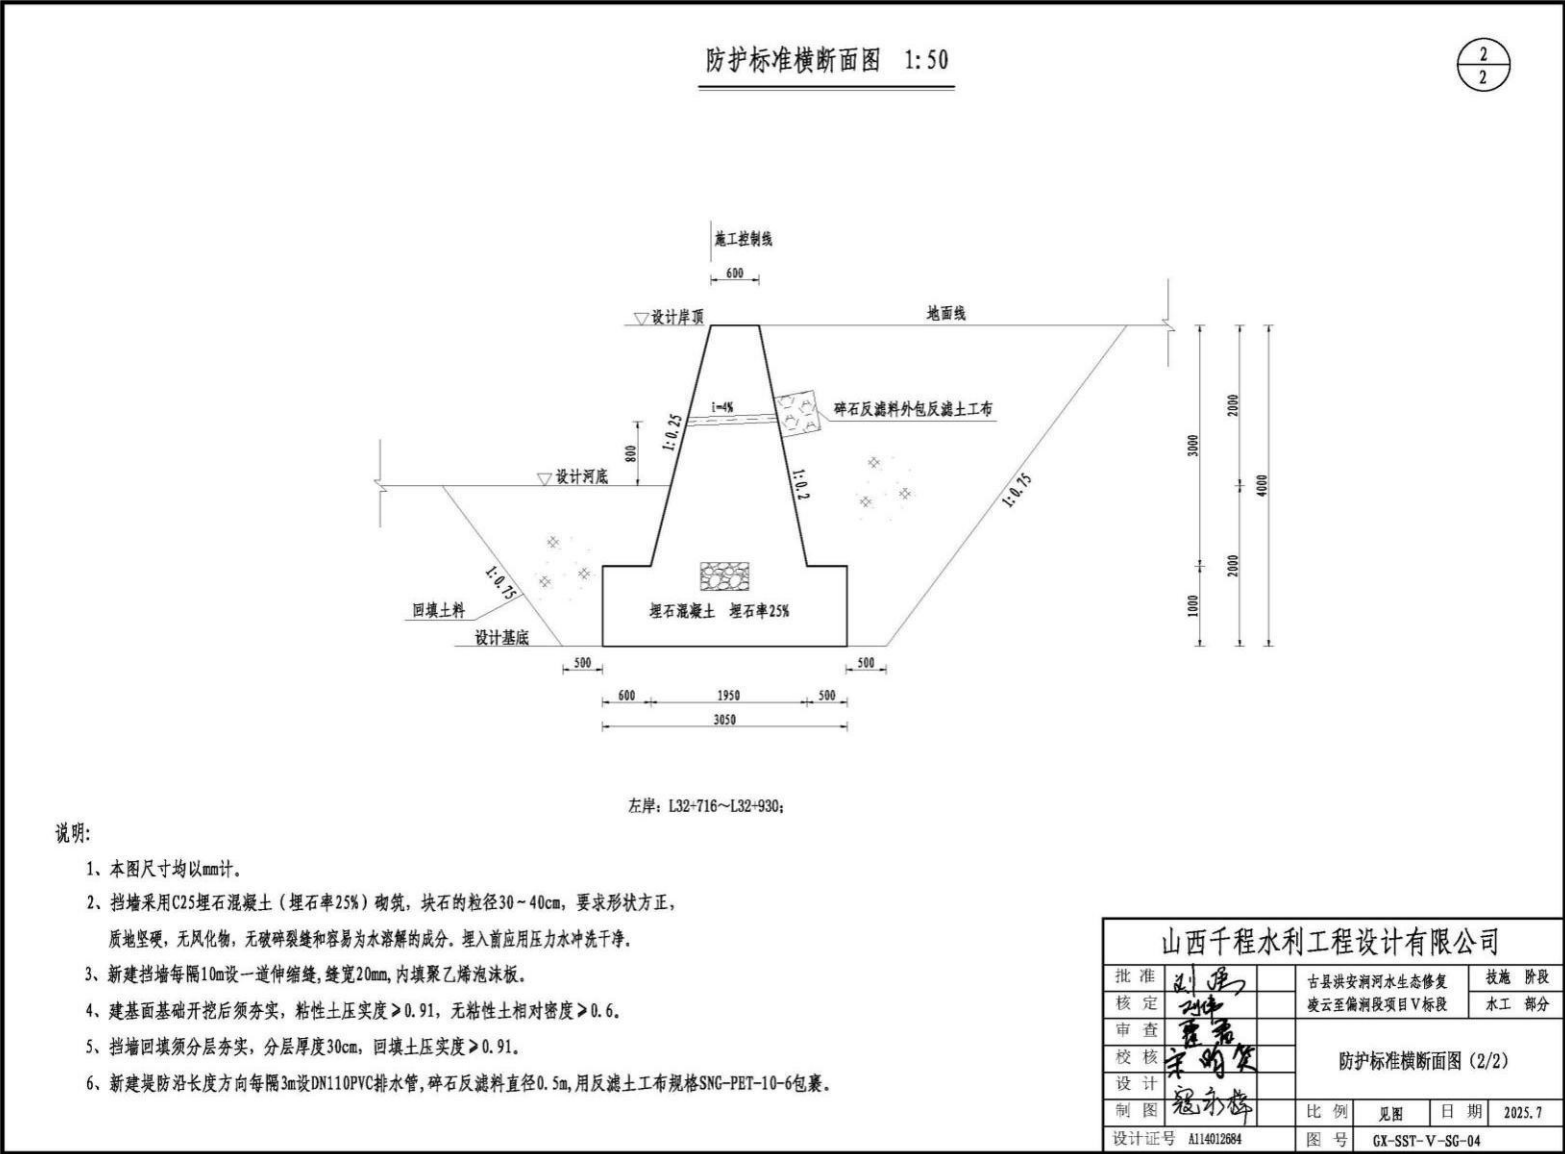 防护标准横断面图 1:50
2
2
施工控制线
600
设计岸顶
地面线
i=4%
碎石反滤料外包反滤土工布
1:0.25
800
设计河底
1:0.2
1:0.75
2000
3000
4000
2000
1000
1:0.75
回填土料
设计基底
埋石混凝土 埋石率25%
500
500
600
1950
500
3050
左岸：L32+716～L32+930；
说明：
1、本图尺寸均以mm计。
2、挡墙采用C25埋石混凝土（埋石率25%）砌筑，块石的粒径30～40cm，要求形状方正，
质地坚硬，无风化物，无破碎裂缝和容易为水溶解的成分。埋入前应用压力水冲洗干净。
3、新建挡墙每隔10m设一道伸缩缝,缝宽20mm,内填聚乙烯泡沫板。
4、建基面基础开挖后须夯实，粘性土压实度≥0.91，无粘性土相对密度≥0.6。
5、挡墙回填须分层夯实，分层厚度30cm，回填土压实度≥0.91。
6、新建堤防沿长度方向每隔3m设DN110PVC排水管,碎石反滤料直径0.5m,用反滤土工布规格SNG-PET-10-6包裹。
山西千程水利工程设计有限公司
批 准
核 定
审 查
校 核
设 计
制 图
设计证号 A114012684
古县洪安涧河水生态修复
凌云至偏涧段项目Ⅴ标段
技施 阶段
水工 部分
防护标准横断面图(2/2)
比 例 见图 日 期 2025.7
图 号 GX-SST-Ⅴ-SG-04